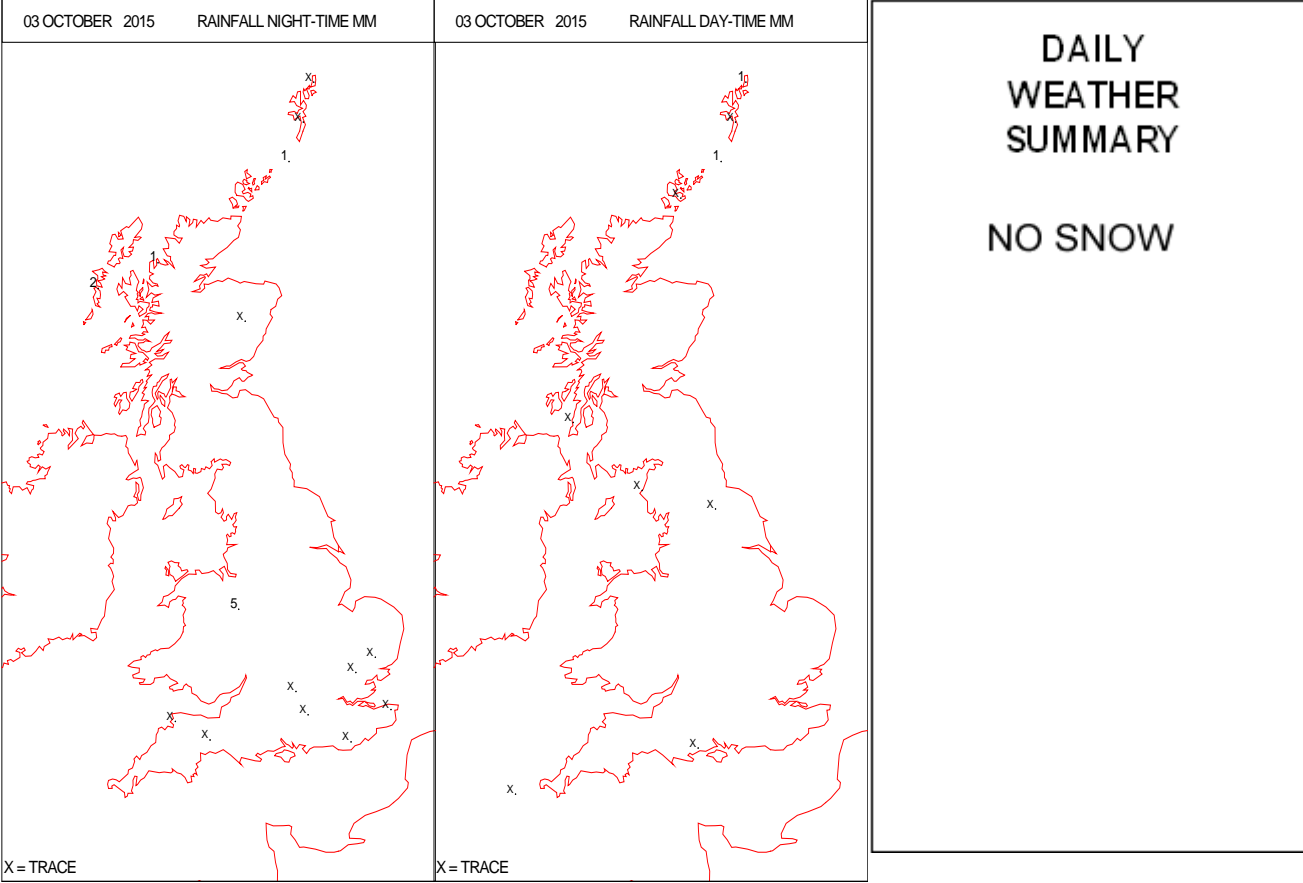 03 OCTOBER 2015 RAINFALL NIGHT-TIME MM
x
x
1.
1
2
x.
5.
x.
x.
x.
x.
x.
x.
x.
x.
X = TRACE
03 OCTOBER 2015 RAINFALL DAY-TIME MM
1
x
1.
x
x.
x.
x.
x.
x.
X = TRACE
DAILY
WEATHER
SUMMARY
NO SNOW